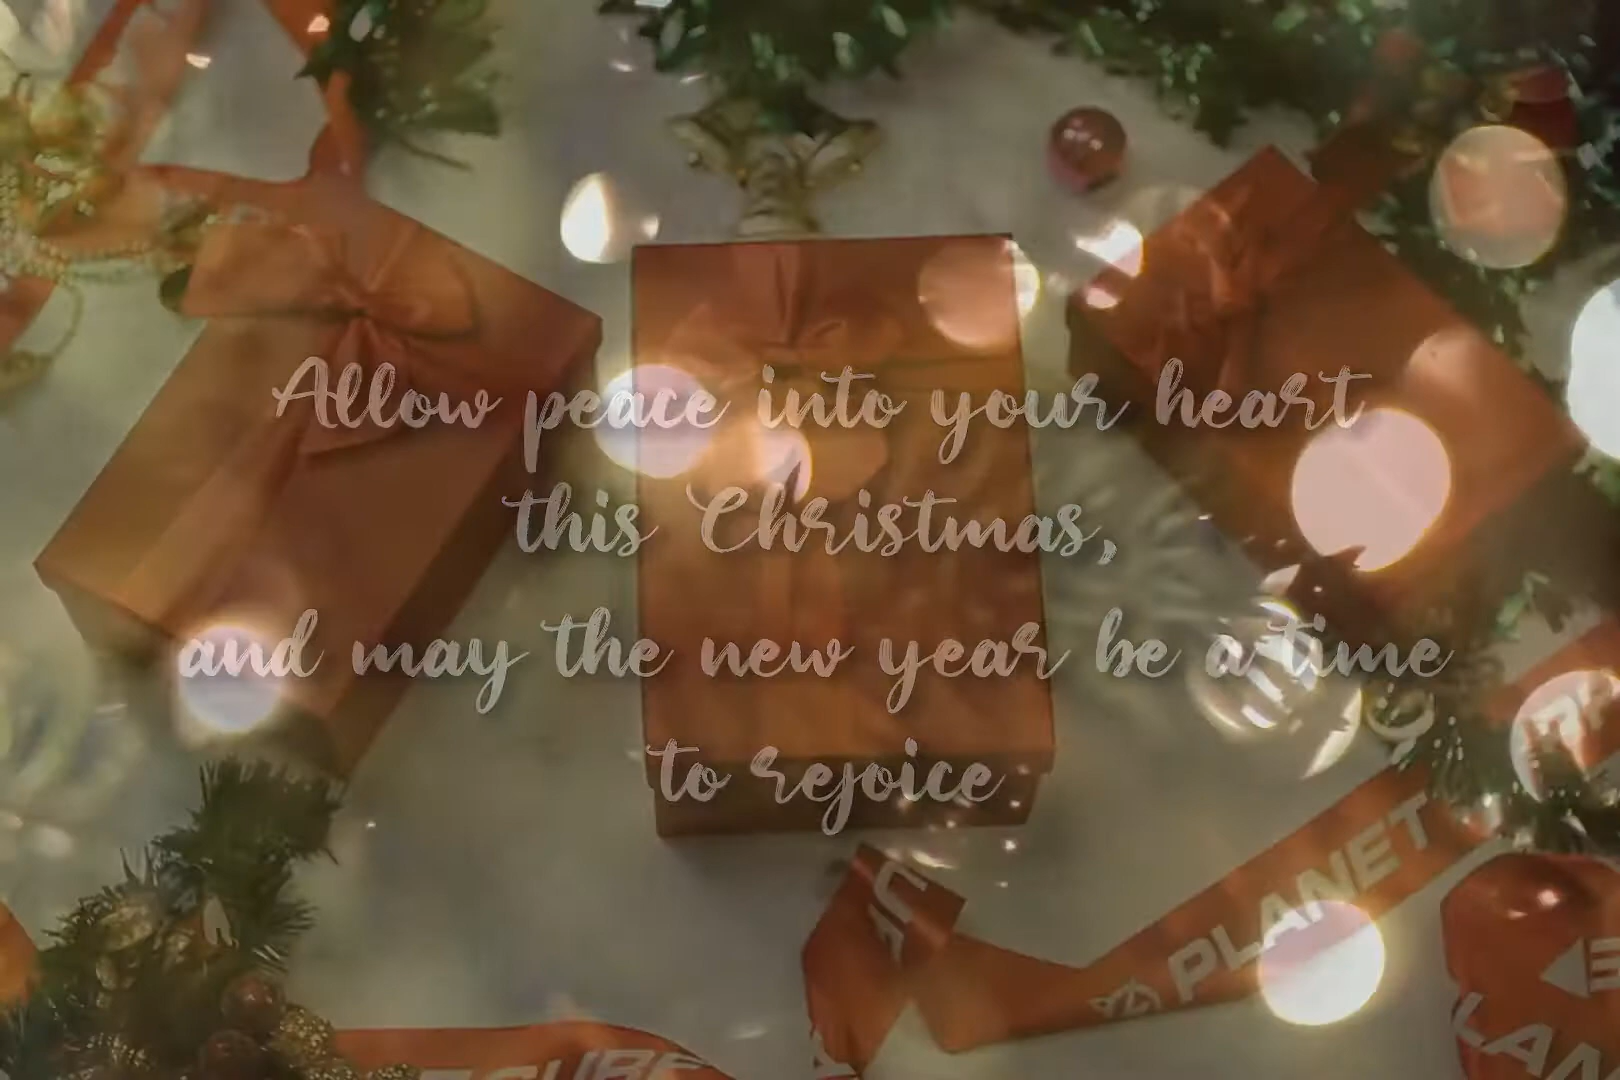 Allow peace into your heart
this Christmas,
and may the new year be a time
to rejoice
PLANET